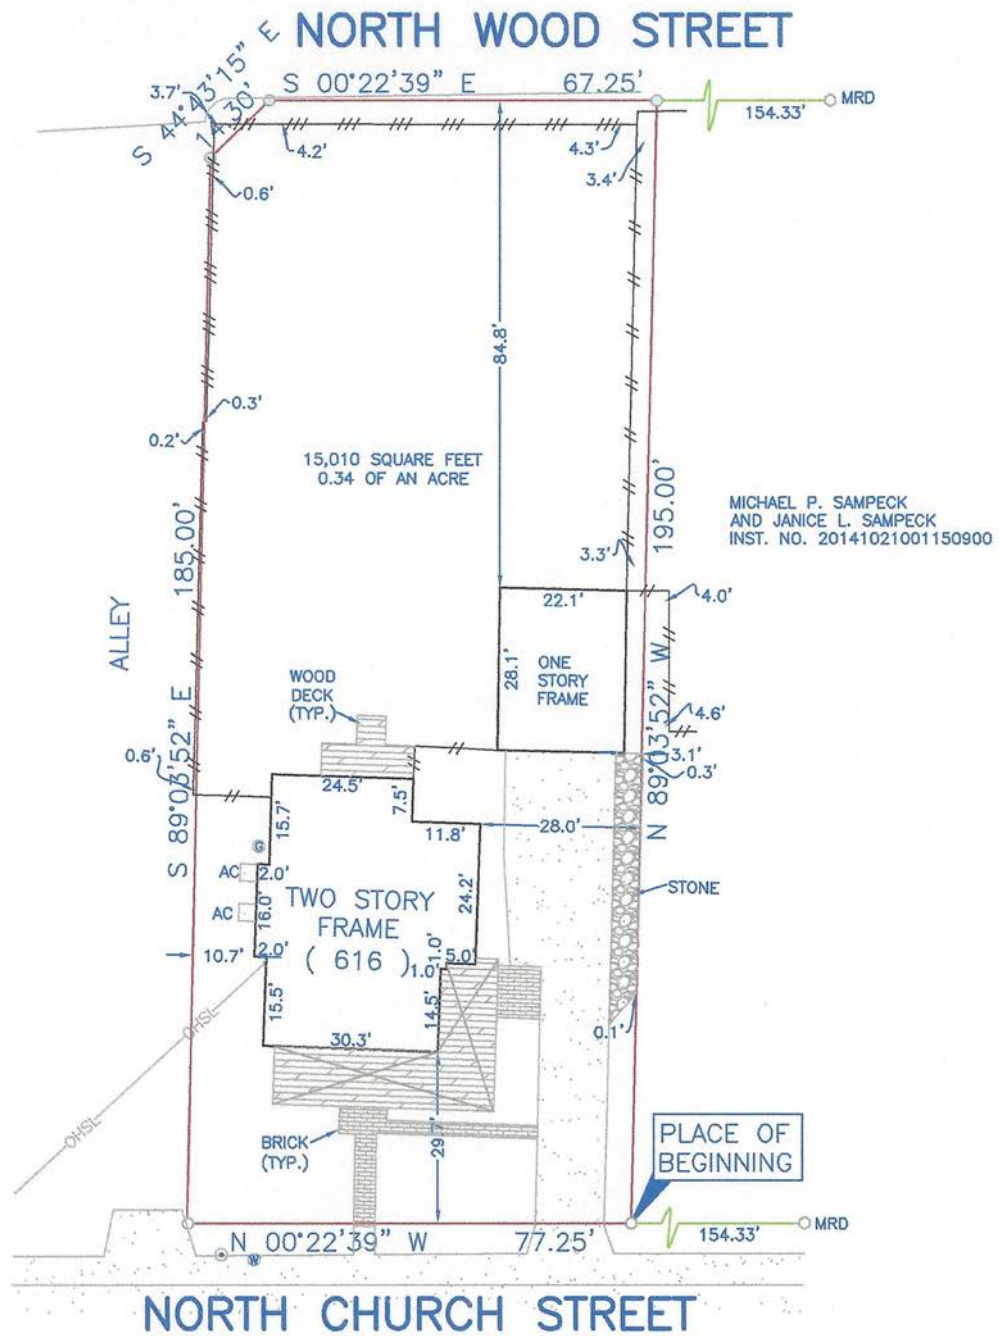 NORTH WOOD STREET
S 44°43'15" E
14.30'
S 00°22'39" E 67.25'
154.33'
MRD
3.7'
4.2'
4.3'
3.4'
0.6'
84.8'
0.3'
0.2'
15,010 SQUARE FEET
0.34 OF AN ACRE
195.00'
N 89°03'52" W
MICHAEL P. SAMPECK
AND JANICE L. SAMPECK
INST. NO. 20141021001150900
185.00'
S 89°03'52" E
ALLEY
3.3'
22.1'
4.0'
28.1'
ONE
STORY
FRAME
WOOD
DECK
(TYP.)
4.6'
0.6'
3.1'
0.3'
24.5'
7.5'
15.7'
11.8'
28.0'
G
AC
2.0'
STONE
TWO STORY
FRAME
( 616 )
24.2'
AC
16.0'
10.7'
2.0'
1.0'
5.0'
1.0'
15.5'
14.5'
OHSL
0.1'
30.3'
OHSL
BRICK
(TYP.)
29.7'
PLACE OF
BEGINNING
MRD
154.33'
N 00°22'39" W 77.25'
W
NORTH CHURCH STREET